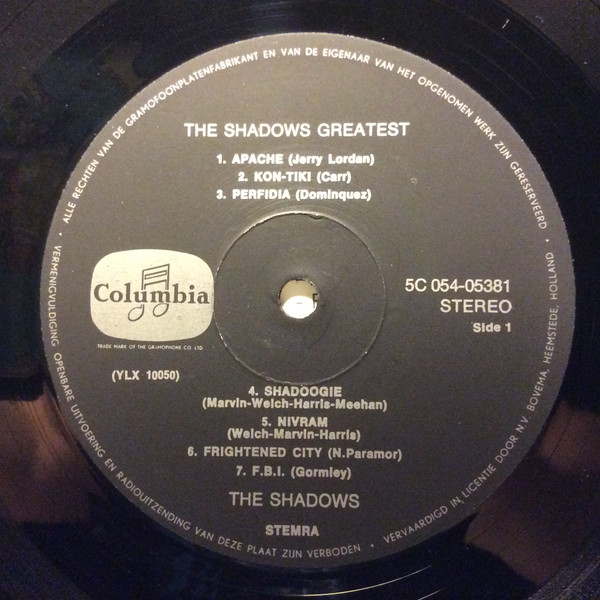 ALLE RECHTEN VAN DE GRAMOFOONPLATENFABRIKANT EN VAN DE EIGENAAR VAN HET OPGENOMEN WERK ZIJN GERESERVEERD •
THE SHADOWS GREATEST
1. APACHE (Jerry Lordan)
2. KON-TIKI (Carr)
3. PERFIDIA (Dominquez)
Columbia
TRADE MARK OF THE GRAMOPHONE CO. LTD.
5C 054-05381
STEREO
Side 1
(YLX 10050)
4. SHADOOGIE
(Marvin-Welch-Harris-Meehan)
5. NIVRAM
(Welch-Marvin-Harris)
6. FRIGHTENED CITY (N.Paramor)
7. F.B.I. (Gormley)
THE SHADOWS
STEMRA
VERMENIGVULDIGING OPENBARE UITVOERING EN RADIOUITZENDING VAN DEZE PLAAT ZIJN VERBODEN • VERVAARDIGD IN LICENTIE DOOR N.V. BOVEMA, HEEMSTEDE, HOLLAND •